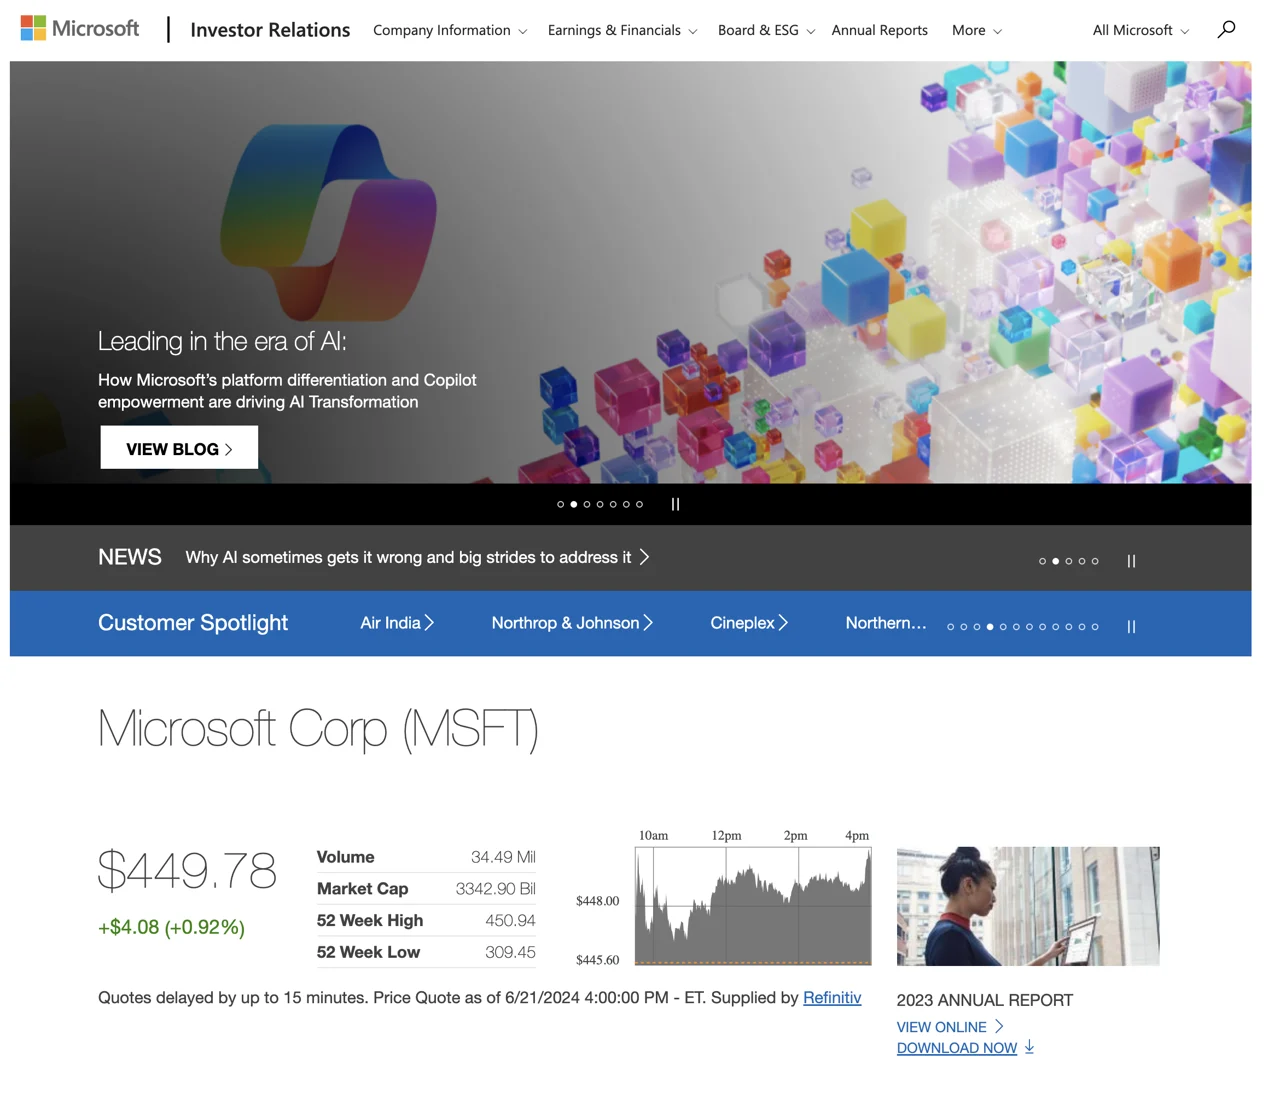 Microsoft
Investor Relations
Company Information
Earnings & Financials
Board & ESG
Annual Reports
More
All Microsoft
Leading in the era of AI:
How Microsoft's platform differentiation and Copilot
empowerment are driving AI Transformation
VIEW BLOG
NEWS
Why AI sometimes gets it wrong and big strides to address it
Customer Spotlight
Air India
Northrop & Johnson
Cineplex
Northern...
Microsoft Corp (MSFT)
$449.78
+$4.08 (+0.92%)
Volume 34.49 Mil
Market Cap 3342.90 Bil
52 Week High 450.94
52 Week Low 309.45
10am 12pm 2pm 4pm
$448.00
$445.60
Quotes delayed by up to 15 minutes. Price Quote as of 6/21/2024 4:00:00 PM - ET. Supplied by Refinitiv
2023 ANNUAL REPORT
VIEW ONLINE
DOWNLOAD NOW